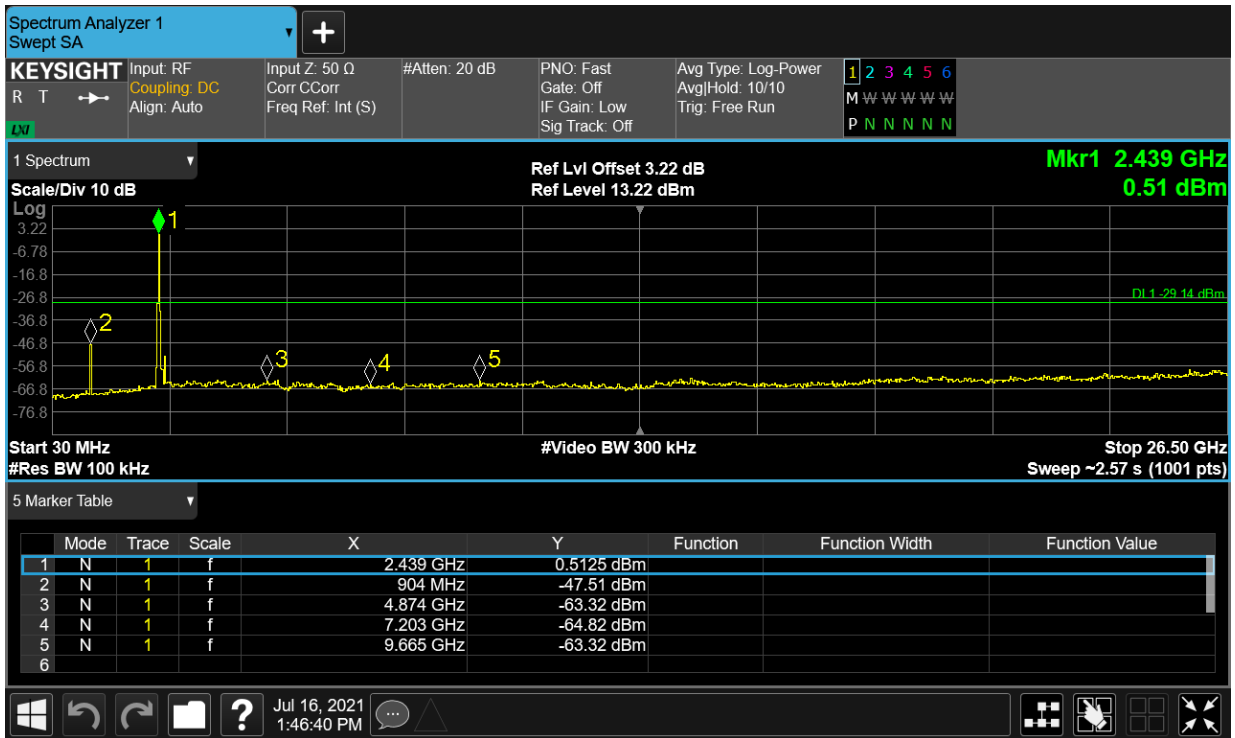 Spectrum Analyzer 1
Swept SA
KEYSIGHT
R T
LXI
Input: RF
Coupling: DC
Align: Auto
Input Z: 50 Ω
Corr CCorr
Freq Ref: Int (S)
#Atten: 20 dB
PNO: Fast
Gate: Off
IF Gain: Low
Sig Track: Off
Avg Type: Log-Power
Avg|Hold: 10/10
Trig: Free Run
1 2 3 4 5 6
M W W W W W
P N N N N N
1 Spectrum
Scale/Div 10 dB
Ref Lvl Offset 3.22 dB
Ref Level 13.22 dBm
Mkr1 2.439 GHz
0.51 dBm
Log
3.22
-6.78
-16.8
-26.8
-36.8
-46.8
-56.8
-66.8
-76.8
1
2
3
4
5
DL1 -29.14 dBm
Start 30 MHz
#Res BW 100 kHz
#Video BW 300 kHz
Stop 26.50 GHz
Sweep ~2.57 s (1001 pts)
5 Marker Table
Mode Trace Scale X Y Function Function Width Function Value
1 N 1 f 2.439 GHz 0.5125 dBm
2 N 1 f 904 MHz -47.51 dBm
3 N 1 f 4.874 GHz -63.32 dBm
4 N 1 f 7.203 GHz -64.82 dBm
5 N 1 f 9.665 GHz -63.32 dBm
6
?
Jul 16, 2021
1:46:40 PM